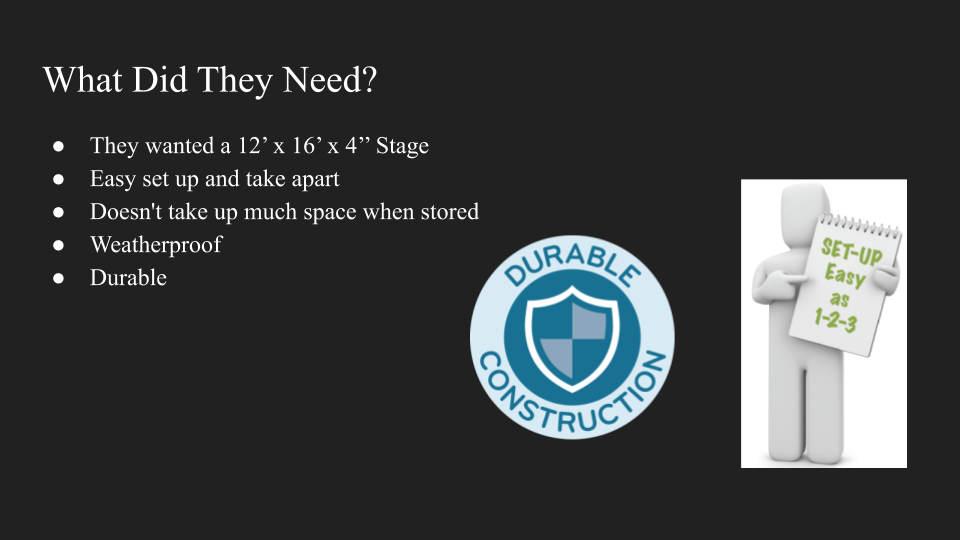 What Did They Need?
● They wanted a 12’ x 16’ x 4’’ Stage
● Easy set up and take apart
● Doesn't take up much space when stored
● Weatherproof
● Durable
DURABLE
CONSTRUCTION
SET-UP
Easy
as
1-2-3